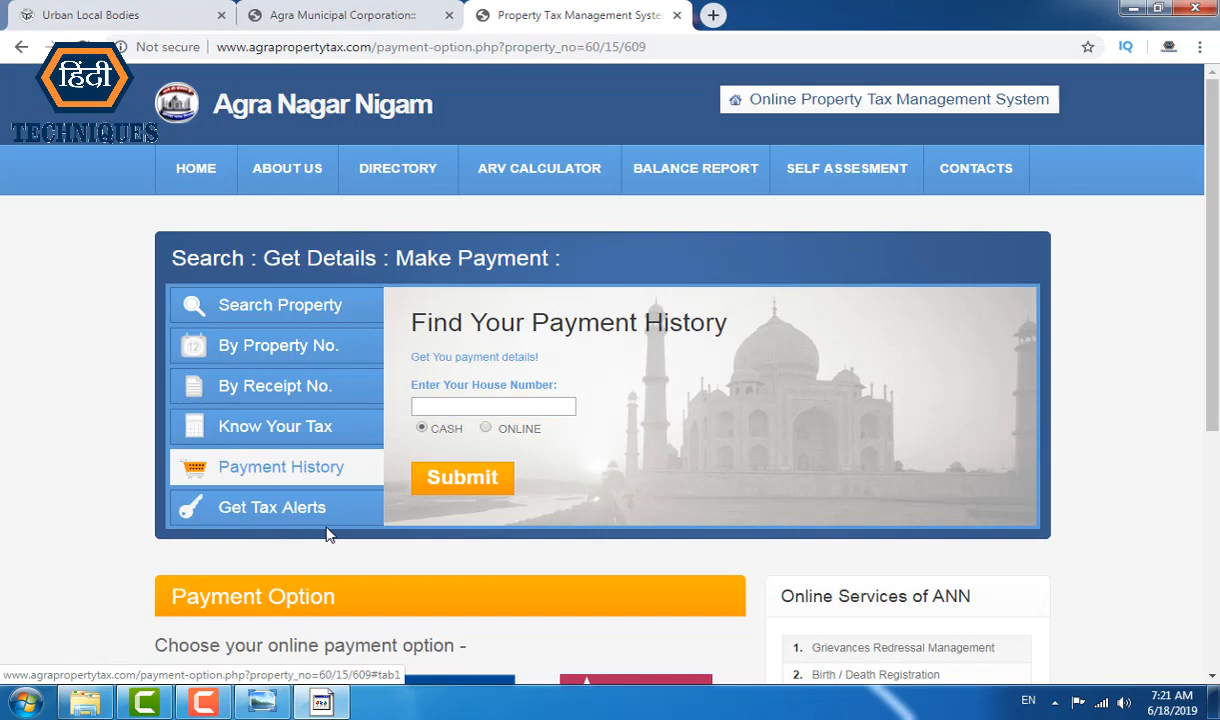 Urban Local Bodies
Agra Municipal Corporation::
Property Tax Management Syste
Not secure
www.agrapropertytax.com/payment-option.php?property_no=60/15/609
IQ
हिंदी
TECHNIQUES
Agra Nagar Nigam
Online Property Tax Management System
HOME
ABOUT US
DIRECTORY
ARV CALCULATOR
BALANCE REPORT
SELF ASSESMENT
CONTACTS
Search : Get Details : Make Payment :
Search Property
By Property No.
By Receipt No.
Know Your Tax
Payment History
Get Tax Alerts
12
Find Your Payment History
Get You payment details!
Enter Your House Number:
CASH
ONLINE
Submit
Payment Option
Choose your online payment option -
Online Services of ANN
1. Grievances Redressal Management
2. Birth / Death Registration
www.agrapropertytax.com/payment-option.php?property_no=60/15/609#tab1
EN
7:21 AM
6/18/2019